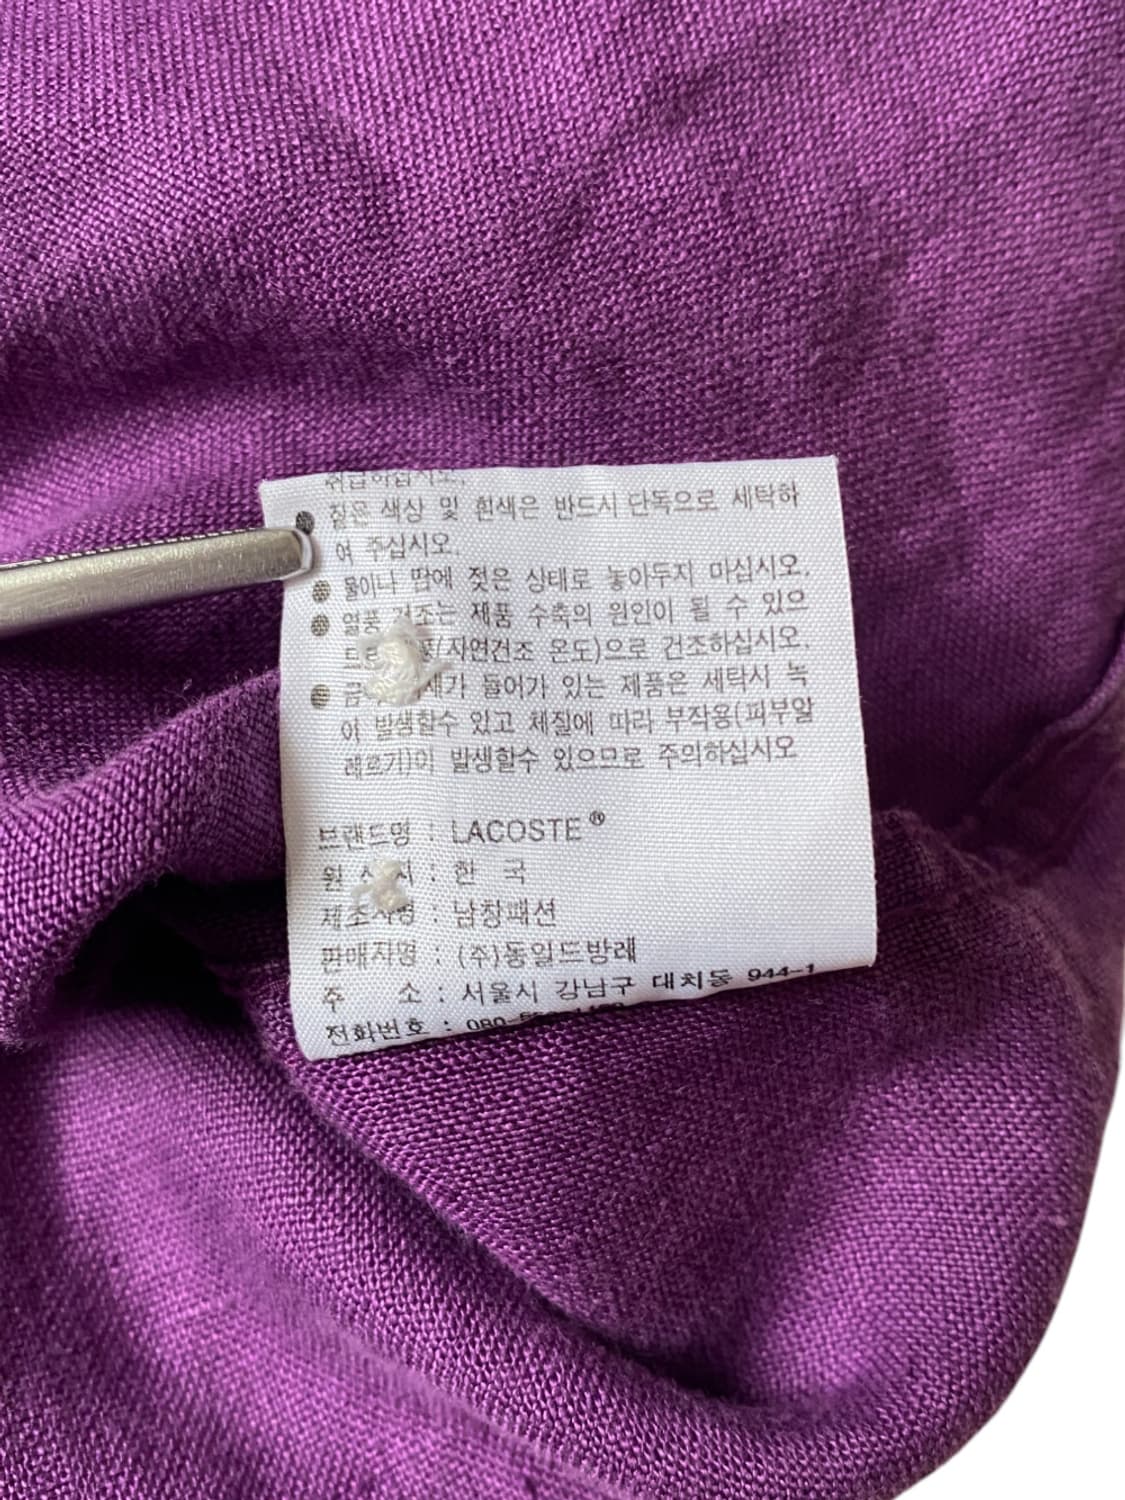 취급하십시오.
● 짙은 색상 및 흰색은 반드시 단독으로 세탁하
여 주십시오.
● 물이나 땀에 젖은 상태로 놓아두지 마십시오.
● 열풍 건조는 제품 수축의 원인이 될 수 있으
/자연건조 온도)으로 건조하십시오.
● 들어가 있는 제품은 세탁시 녹
이 발생할수 있고 체질에 따라 부작용(피부알
레르기)이 발생할수 있으므로 주의하십시오
브랜드명 : LACOSTE®
원 : 한 국
제조자명 : 남창패션
판매자명 : (주)동일드방레
주 소 : 서울시 강남구 대치동 944-1
전화번호 : 080-